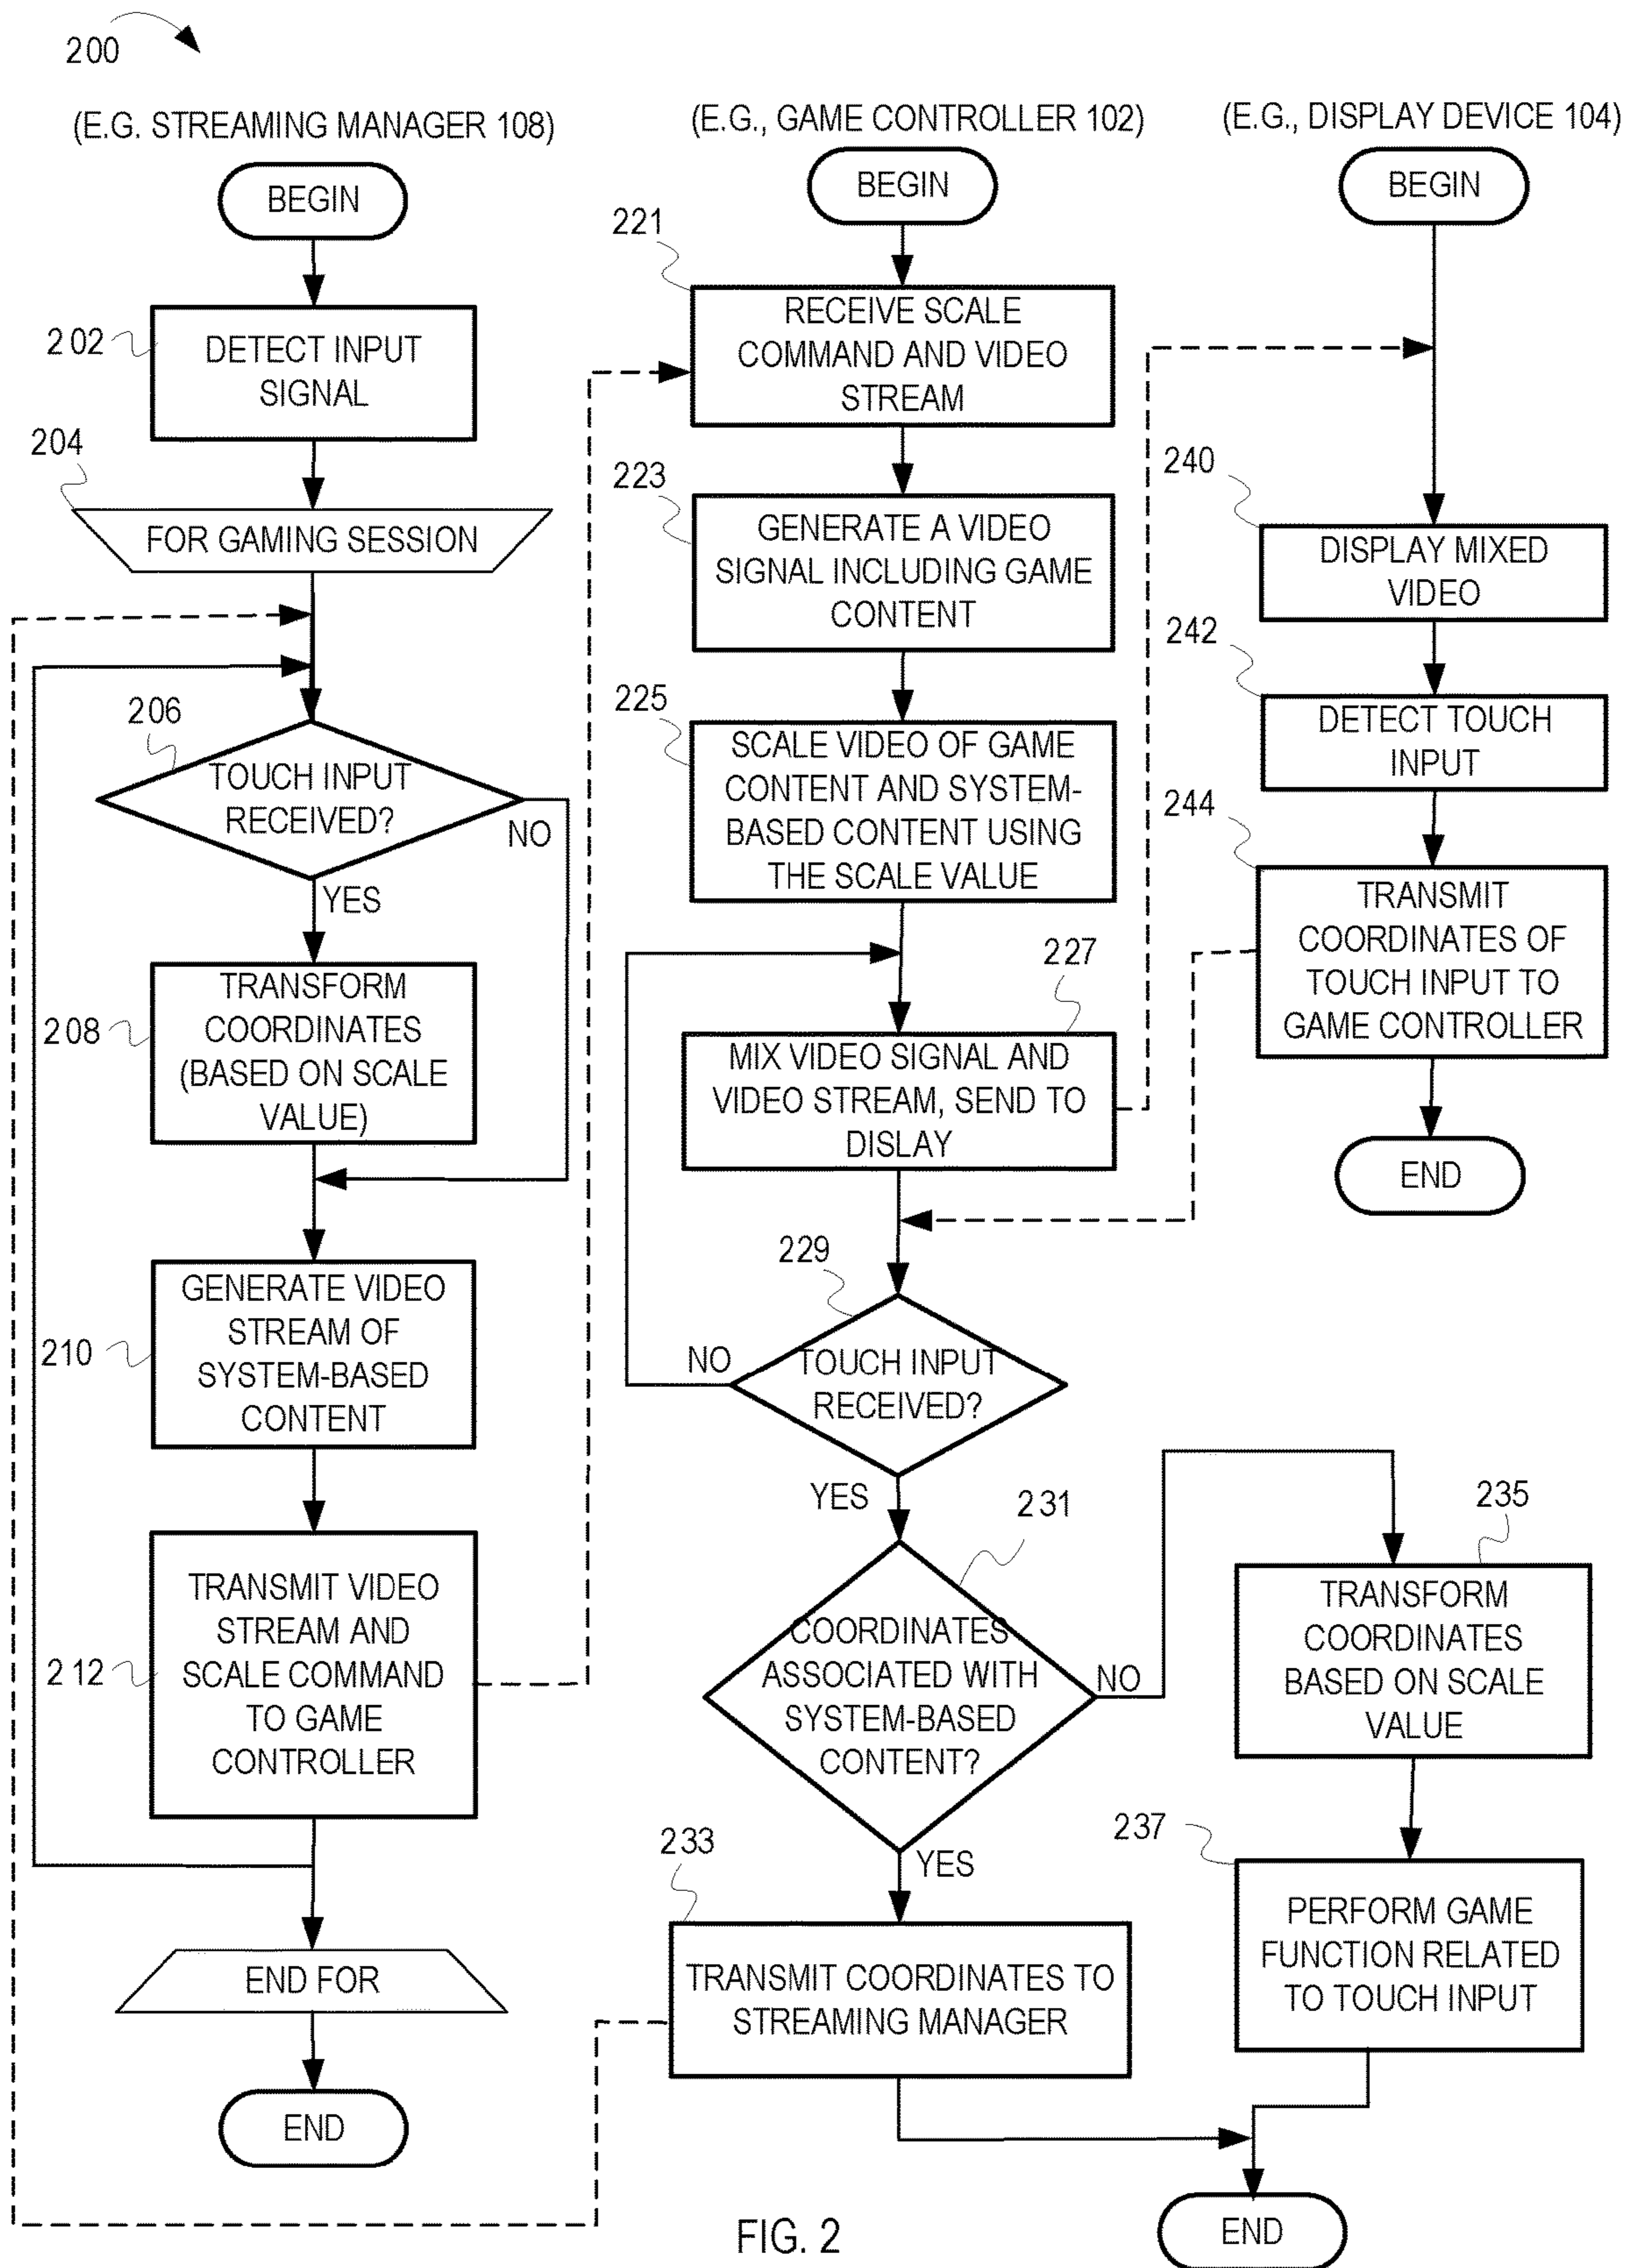 200
(E.G. STREAMING MANAGER 108)
BEGIN
202
DETECT INPUT
SIGNAL
204
FOR GAMING SESSION
206
TOUCH INPUT
RECEIVED?
NO
YES
208
TRANSFORM
COORDINATES
(BASED ON SCALE
VALUE)
210
GENERATE VIDEO
STREAM OF
SYSTEM-BASED
CONTENT
212
TRANSMIT VIDEO
STREAM AND
SCALE COMMAND
TO GAME
CONTROLLER
END FOR
END
(E.G., GAME CONTROLLER 102)
BEGIN
221
RECEIVE SCALE
COMMAND AND VIDEO
STREAM
223
GENERATE A VIDEO
SIGNAL INCLUDING GAME
CONTENT
225
SCALE VIDEO OF GAME
CONTENT AND SYSTEM-
BASED CONTENT USING
THE SCALE VALUE
227
MIX VIDEO SIGNAL AND
VIDEO STREAM, SEND TO
DISLAY
229
TOUCH INPUT
RECEIVED?
NO
YES
231
COORDINATES
ASSOCIATED WITH
SYSTEM-BASED
CONTENT?
NO
YES
233
TRANSMIT COORDINATES TO
STREAMING MANAGER
235
TRANSFORM
COORDINATES
BASED ON SCALE
VALUE
237
PERFORM GAME
FUNCTION RELATED
TO TOUCH INPUT
END
(E.G., DISPLAY DEVICE 104)
BEGIN
240
DISPLAY MIXED
VIDEO
242
DETECT TOUCH
INPUT
244
TRANSMIT
COORDINATES OF
TOUCH INPUT TO
GAME CONTROLLER
END
FIG. 2